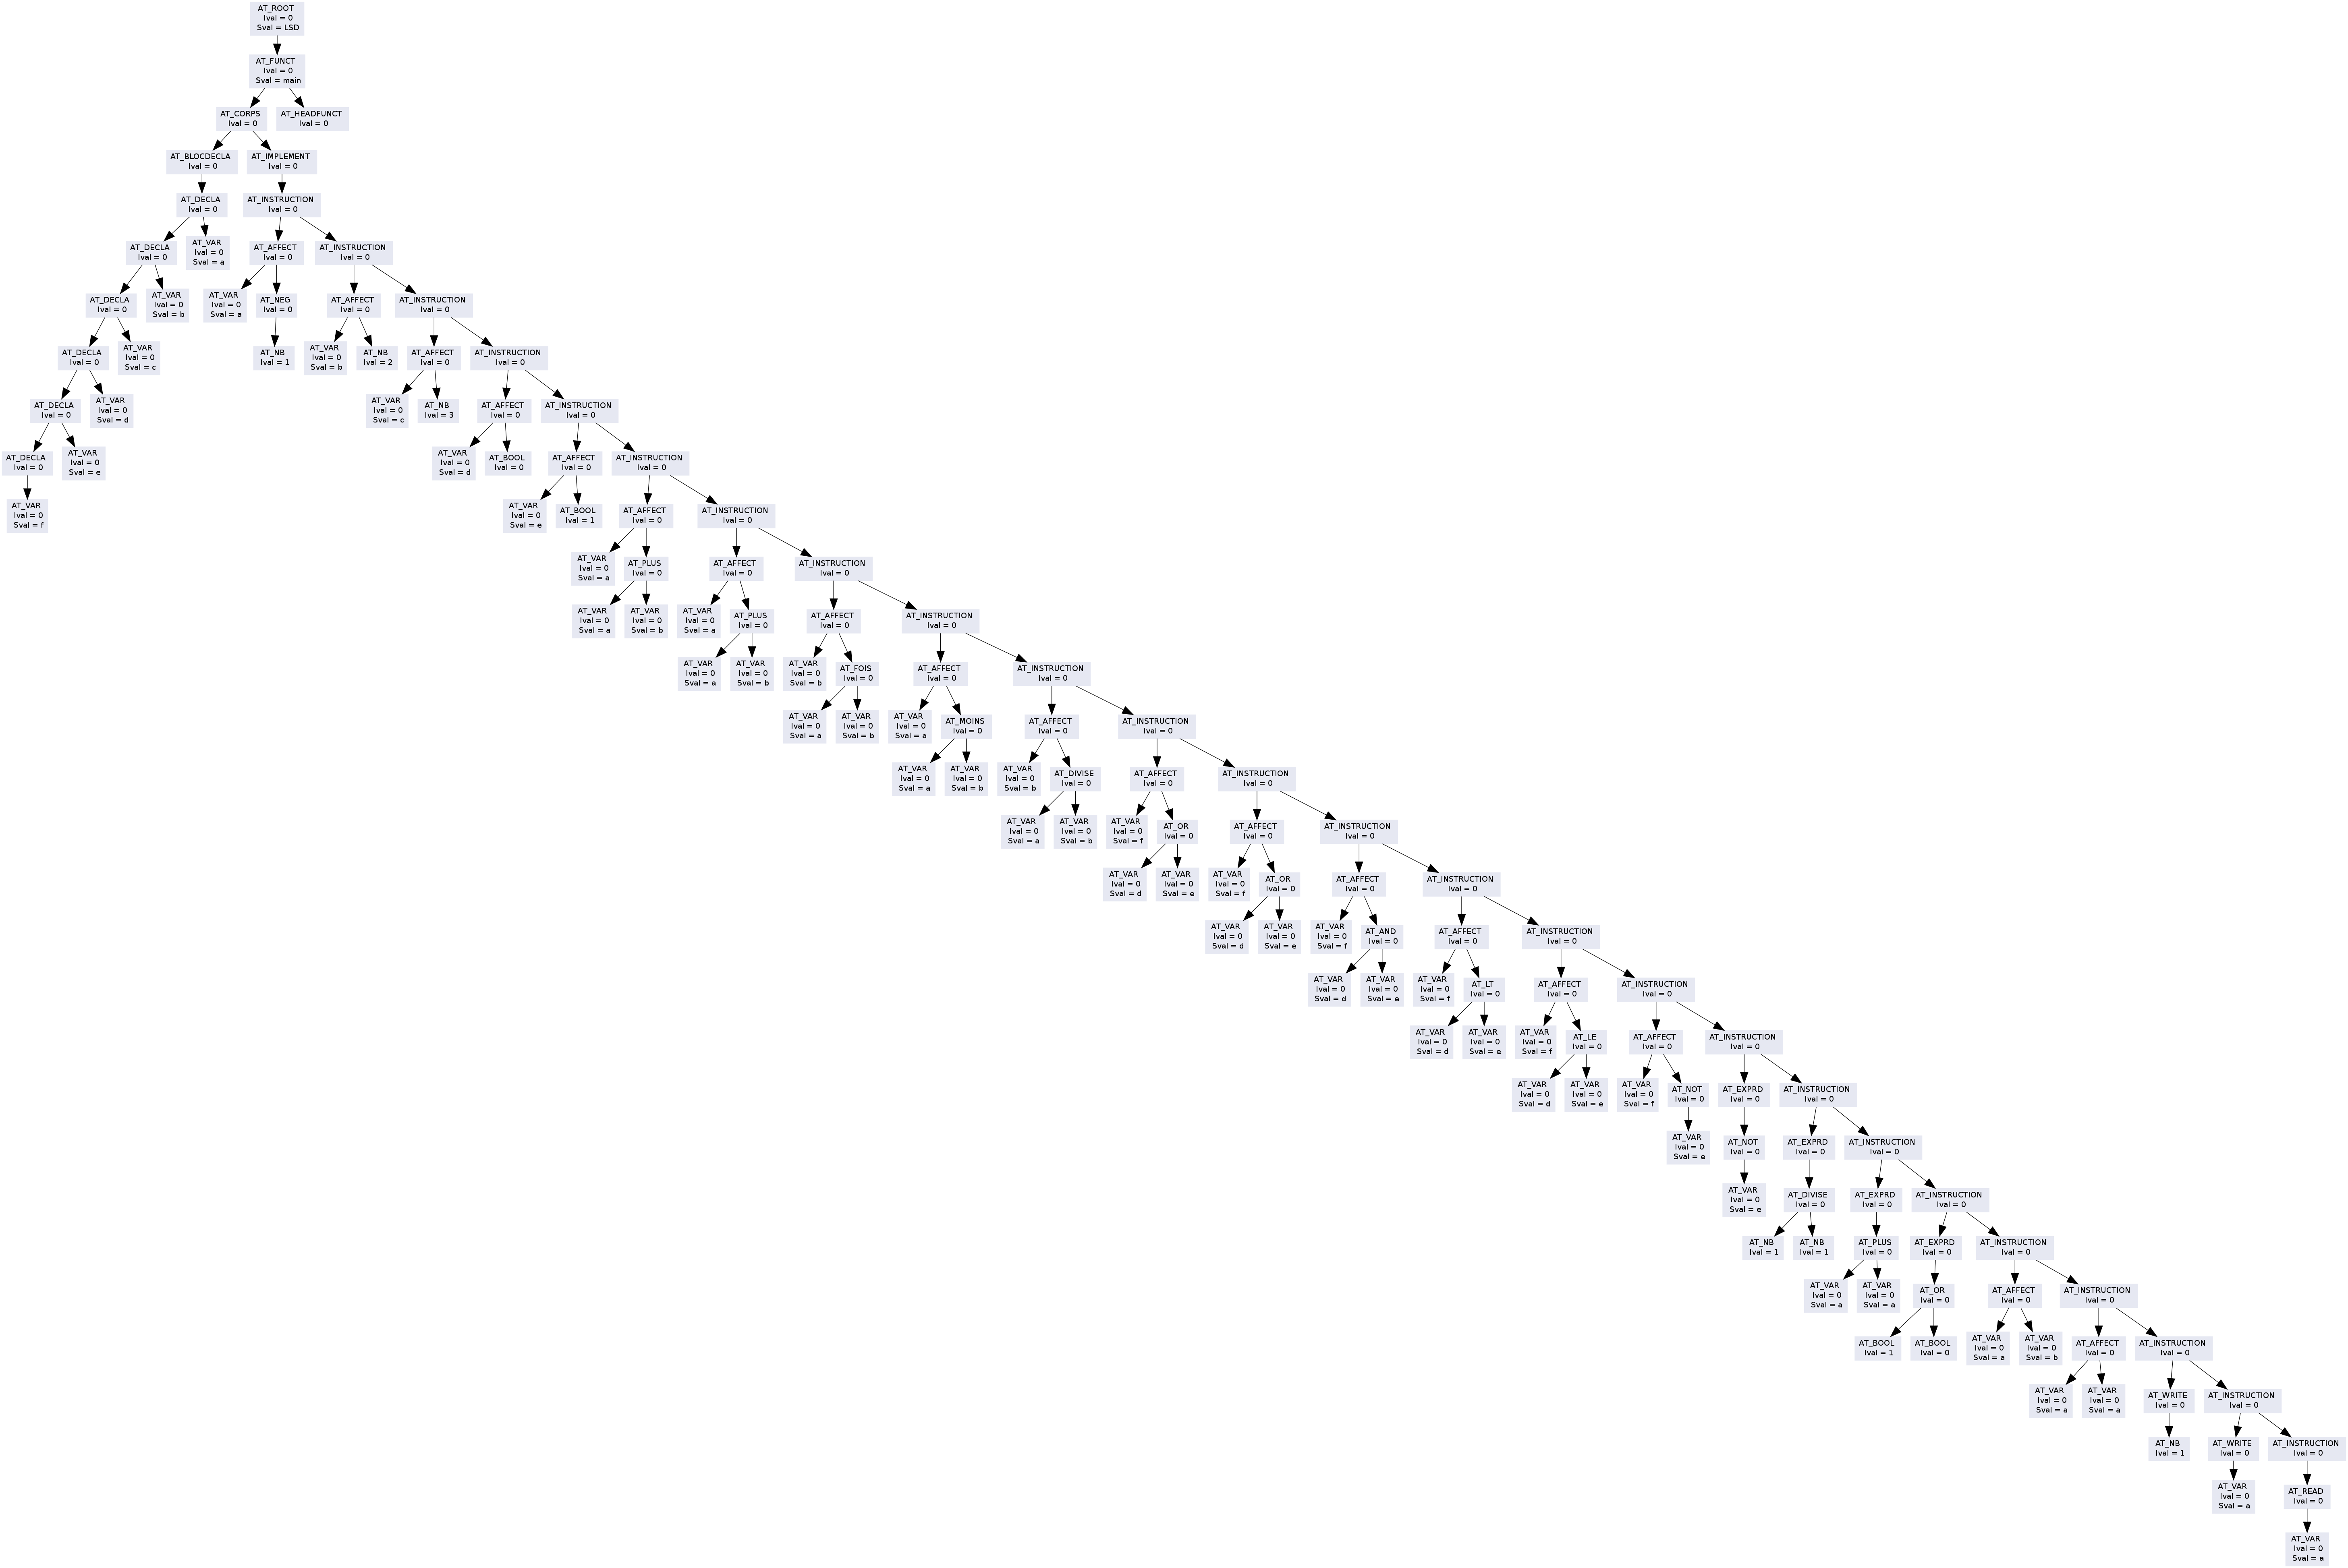 AT_ROOT
Ival = 0
Sval = LSD
AT_FUNCT
Ival = 0
Sval = main
AT_CORPS
Ival = 0
AT_HEADFUNCT
Ival = 0
AT_BLOCDECLA
Ival = 0
AT_IMPLEMENT
Ival = 0
AT_DECLA
Ival = 0
AT_INSTRUCTION
Ival = 0
AT_DECLA
Ival = 0
AT_VAR
Ival = 0
Sval = a
AT_AFFECT
Ival = 0
AT_INSTRUCTION
Ival = 0
AT_DECLA
Ival = 0
AT_VAR
Ival = 0
Sval = b
AT_VAR
Ival = 0
Sval = a
AT_NEG
Ival = 0
AT_AFFECT
Ival = 0
AT_INSTRUCTION
Ival = 0
AT_DECLA
Ival = 0
AT_VAR
Ival = 0
Sval = c
AT_NB
Ival = 1
AT_VAR
Ival = 0
Sval = b
AT_NB
Ival = 2
AT_AFFECT
Ival = 0
AT_INSTRUCTION
Ival = 0
AT_DECLA
Ival = 0
AT_VAR
Ival = 0
Sval = d
AT_VAR
Ival = 0
Sval = c
AT_NB
Ival = 3
AT_AFFECT
Ival = 0
AT_INSTRUCTION
Ival = 0
AT_DECLA
Ival = 0
AT_VAR
Ival = 0
Sval = e
AT_VAR
Ival = 0
Sval = d
AT_BOOL
Ival = 0
AT_AFFECT
Ival = 0
AT_INSTRUCTION
Ival = 0
AT_VAR
Ival = 0
Sval = f
AT_VAR
Ival = 0
Sval = e
AT_BOOL
Ival = 1
AT_AFFECT
Ival = 0
AT_INSTRUCTION
Ival = 0
AT_VAR
Ival = 0
Sval = a
AT_PLUS
Ival = 0
AT_AFFECT
Ival = 0
AT_INSTRUCTION
Ival = 0
AT_VAR
Ival = 0
Sval = a
AT_VAR
Ival = 0
Sval = b
AT_VAR
Ival = 0
Sval = a
AT_PLUS
Ival = 0
AT_AFFECT
Ival = 0
AT_INSTRUCTION
Ival = 0
AT_VAR
Ival = 0
Sval = a
AT_VAR
Ival = 0
Sval = b
AT_VAR
Ival = 0
Sval = b
AT_FOIS
Ival = 0
AT_AFFECT
Ival = 0
AT_INSTRUCTION
Ival = 0
AT_VAR
Ival = 0
Sval = a
AT_VAR
Ival = 0
Sval = b
AT_VAR
Ival = 0
Sval = a
AT_MOINS
Ival = 0
AT_AFFECT
Ival = 0
AT_INSTRUCTION
Ival = 0
AT_VAR
Ival = 0
Sval = a
AT_VAR
Ival = 0
Sval = b
AT_VAR
Ival = 0
Sval = b
AT_DIVISE
Ival = 0
AT_AFFECT
Ival = 0
AT_INSTRUCTION
Ival = 0
AT_VAR
Ival = 0
Sval = a
AT_VAR
Ival = 0
Sval = b
AT_VAR
Ival = 0
Sval = f
AT_OR
Ival = 0
AT_AFFECT
Ival = 0
AT_INSTRUCTION
Ival = 0
AT_VAR
Ival = 0
Sval = d
AT_VAR
Ival = 0
Sval = e
AT_VAR
Ival = 0
Sval = f
AT_OR
Ival = 0
AT_AFFECT
Ival = 0
AT_INSTRUCTION
Ival = 0
AT_VAR
Ival = 0
Sval = d
AT_VAR
Ival = 0
Sval = e
AT_VAR
Ival = 0
Sval = f
AT_AND
Ival = 0
AT_AFFECT
Ival = 0
AT_INSTRUCTION
Ival = 0
AT_VAR
Ival = 0
Sval = d
AT_VAR
Ival = 0
Sval = e
AT_VAR
Ival = 0
Sval = f
AT_LT
Ival = 0
AT_AFFECT
Ival = 0
AT_INSTRUCTION
Ival = 0
AT_VAR
Ival = 0
Sval = d
AT_VAR
Ival = 0
Sval = e
AT_VAR
Ival = 0
Sval = f
AT_LE
Ival = 0
AT_AFFECT
Ival = 0
AT_INSTRUCTION
Ival = 0
AT_VAR
Ival = 0
Sval = d
AT_VAR
Ival = 0
Sval = e
AT_VAR
Ival = 0
Sval = f
AT_NOT
Ival = 0
AT_EXPRD
Ival = 0
AT_INSTRUCTION
Ival = 0
AT_VAR
Ival = 0
Sval = e
AT_NOT
Ival = 0
AT_EXPRD
Ival = 0
AT_INSTRUCTION
Ival = 0
AT_VAR
Ival = 0
Sval = e
AT_DIVISE
Ival = 0
AT_EXPRD
Ival = 0
AT_INSTRUCTION
Ival = 0
AT_NB
Ival = 1
AT_NB
Ival = 1
AT_PLUS
Ival = 0
AT_EXPRD
Ival = 0
AT_INSTRUCTION
Ival = 0
AT_VAR
Ival = 0
Sval = a
AT_VAR
Ival = 0
Sval = a
AT_OR
Ival = 0
AT_AFFECT
Ival = 0
AT_INSTRUCTION
Ival = 0
AT_BOOL
Ival = 1
AT_BOOL
Ival = 0
AT_VAR
Ival = 0
Sval = a
AT_VAR
Ival = 0
Sval = b
AT_AFFECT
Ival = 0
AT_INSTRUCTION
Ival = 0
AT_VAR
Ival = 0
Sval = a
AT_VAR
Ival = 0
Sval = a
AT_WRITE
Ival = 0
AT_INSTRUCTION
Ival = 0
AT_NB
Ival = 1
AT_WRITE
Ival = 0
AT_INSTRUCTION
Ival = 0
AT_VAR
Ival = 0
Sval = a
AT_READ
Ival = 0
AT_VAR
Ival = 0
Sval = a